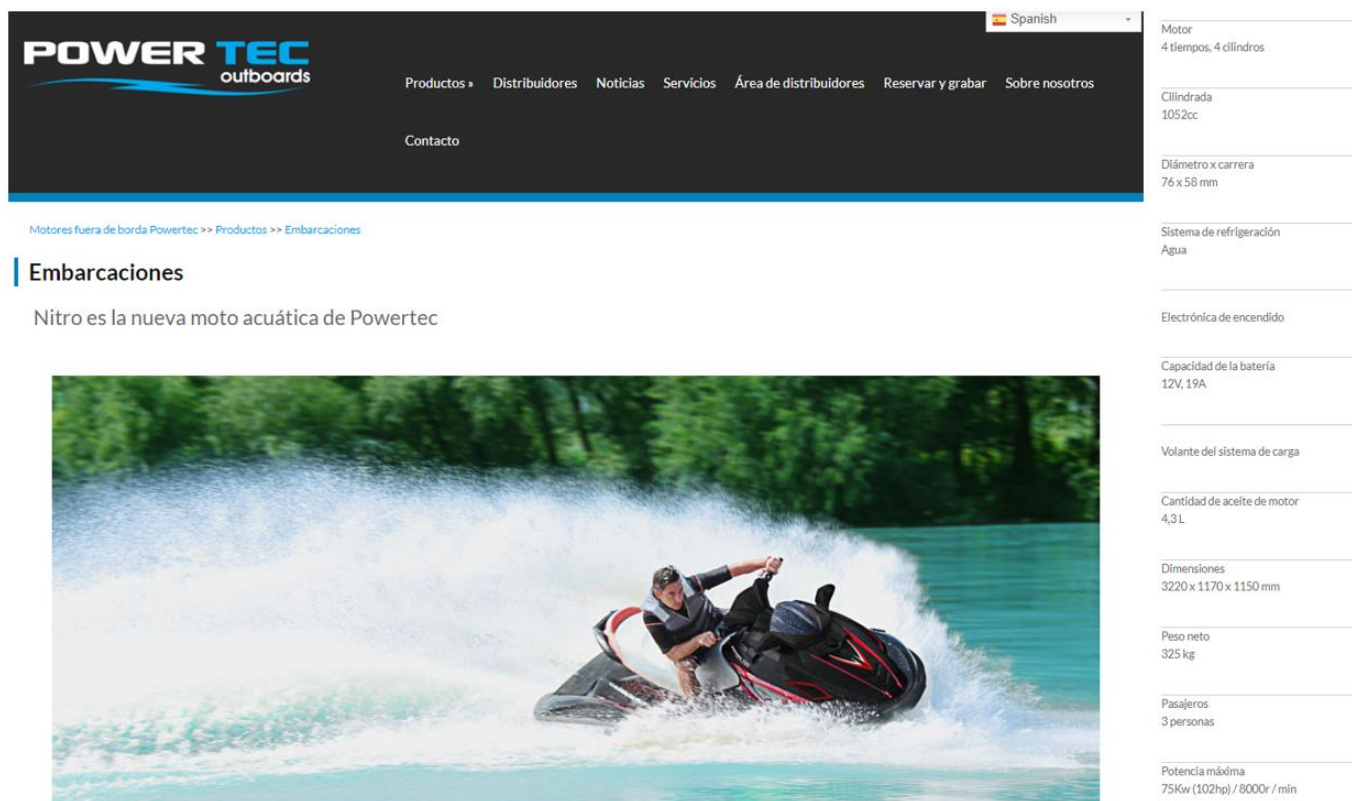 Spanish
POWER TEC
outboards
Productos » Distribuidores Noticias Servicios Área de distribuidores Reservar y grabar Sobre nosotros
Contacto
Motores fuera de borda Powertec >> Productos >> Embarcaciones
Embarcaciones
Nitro es la nueva moto acuática de Powertec
Motor
4 tiempos, 4 cilindros
Cilindrada
1052cc
Diámetro x carrera
76 x 58 mm
Sistema de refrigeración
Agua
Electrónica de encendido
Capacidad de la batería
12V, 19A
Volante del sistema de carga
Cantidad de aceite de motor
4,3 L
Dimensiones
3220 x 1170 x 1150 mm
Peso neto
325 kg
Pasajeros
3 personas
Potencia máxima
75Kw (102hp) / 8000r / min